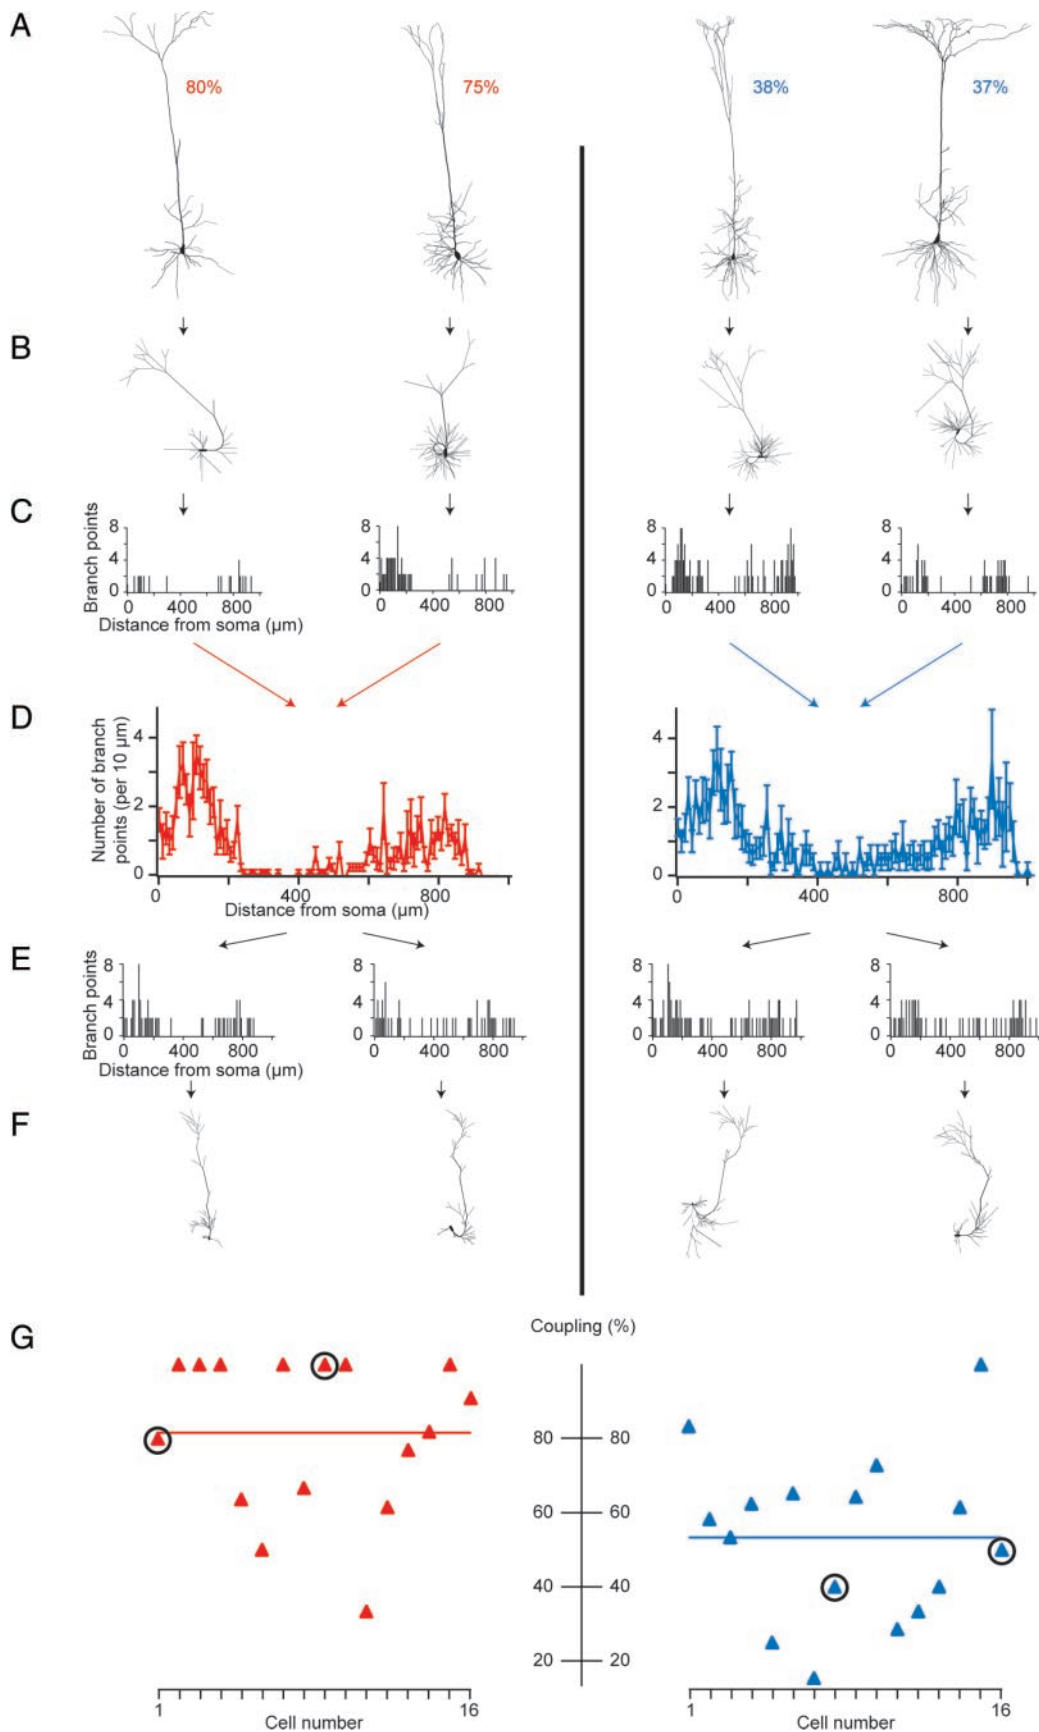 A
80%
75%
38%
37%
B
C
Branch points
8
4
0
0 400 800
8
4
0
0 400 800
8
4
0
0 400 800
8
4
0
0 400 800
Distance from soma (µm)
D
Number of branch
points (per 10 µm)
4
2
0
0 400 800
Distance from soma (µm)
4
2
0
0 400 800
E
Branch points
8
4
0
0 400 800
8
4
0
0 400 800
8
4
0
0 400 800
8
4
0
0 400 800
Distance from soma (µm)
F
G
Coupling (%)
80 80
60 60
40 40
20 20
1 16
Cell number
1 16
Cell number